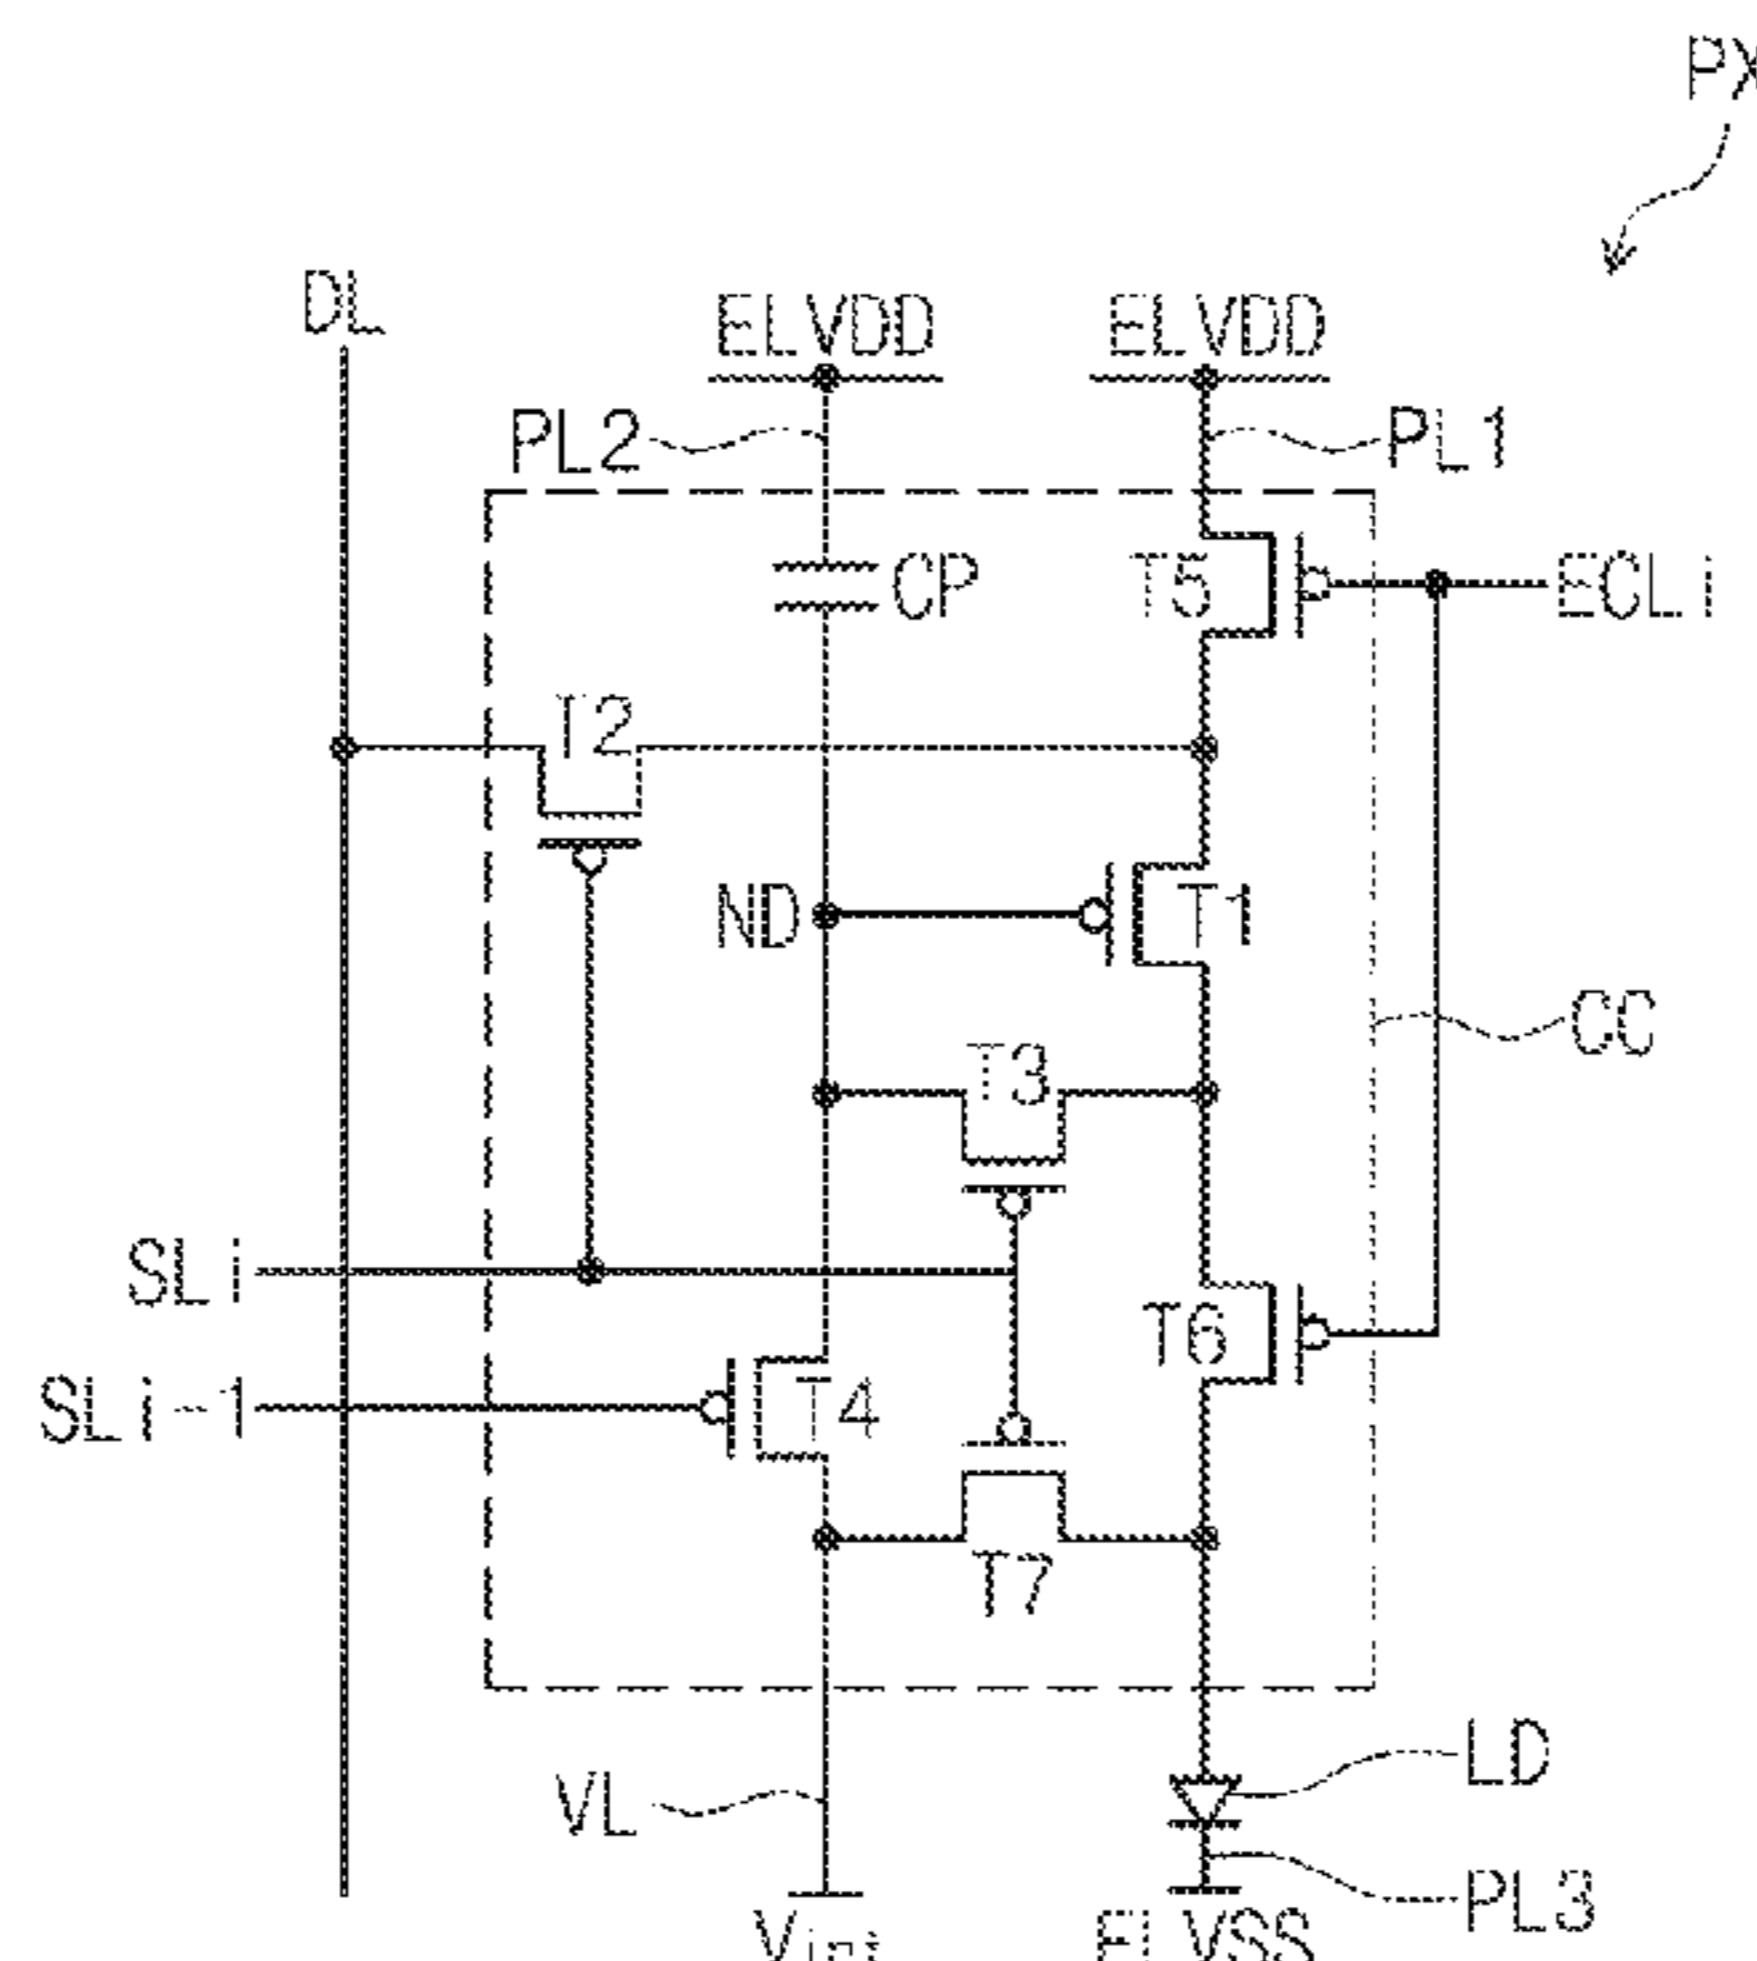 PX
DL
ELVDD
ELVDD
PL2
PL1
CP
T5
ECLi
T2
ND
T1
CC
T3
SLi
T6
SLi-1
T4
T7
LD
VL
PL3
ELVSS